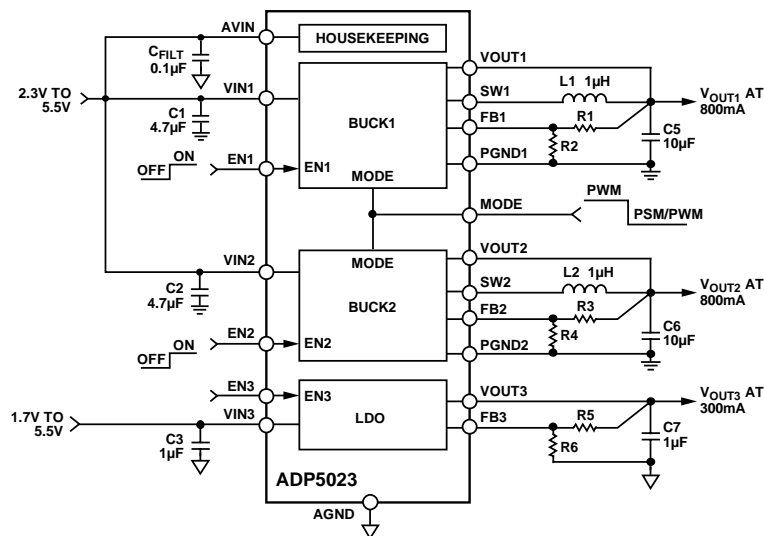 AVIN
HOUSEKEEPING
C_FILT
0.1µF
VOUT1
L1 1µH
2.3V TO
5.5V
VIN1
SW1
V_OUT1 AT
800mA
C1
4.7µF
BUCK1
FB1
R1
R2
C5
10µF
OFF
ON
EN1
EN1
PGND1
MODE
MODE
PWM
PSM/PWM
VOUT2
VIN2
MODE
L2 1µH
SW2
V_OUT2 AT
800mA
C2
4.7µF
BUCK2
FB2
R3
R4
C6
10µF
OFF
ON
EN2
EN2
PGND2
EN3
EN3
VOUT3
V_OUT3 AT
300mA
1.7V TO
5.5V
VIN3
LDO
FB3
R5
R6
C7
1µF
C3
1µF
ADP5023
AGND